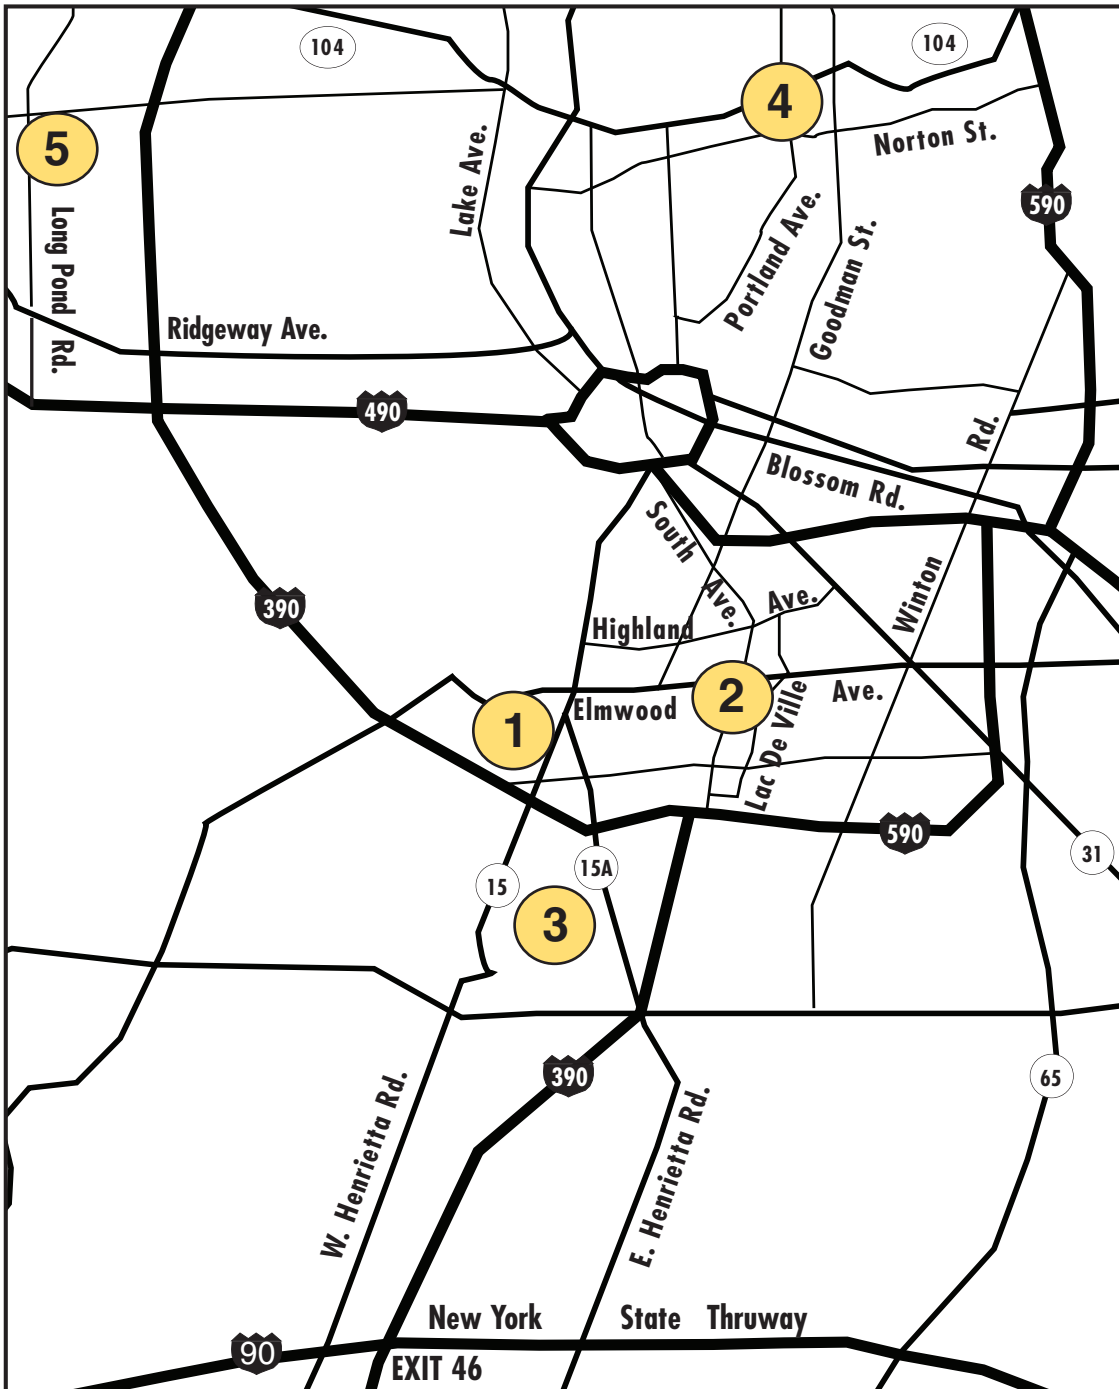 104
104
4
5
Norton St.
Lake Ave.
590
Long Pond Rd.
Portland Ave.
Goodman St.
Ridgeway Ave.
490
Rd.
Blossom Rd.
South Ave.
390
Winton
Highland Ave.
1
Elmwood
2
Ave.
Lac De Ville
590
31
15A
15
3
390
65
W. Henrietta Rd.
E. Henrietta Rd.
New York State Thruway
90
EXIT 46